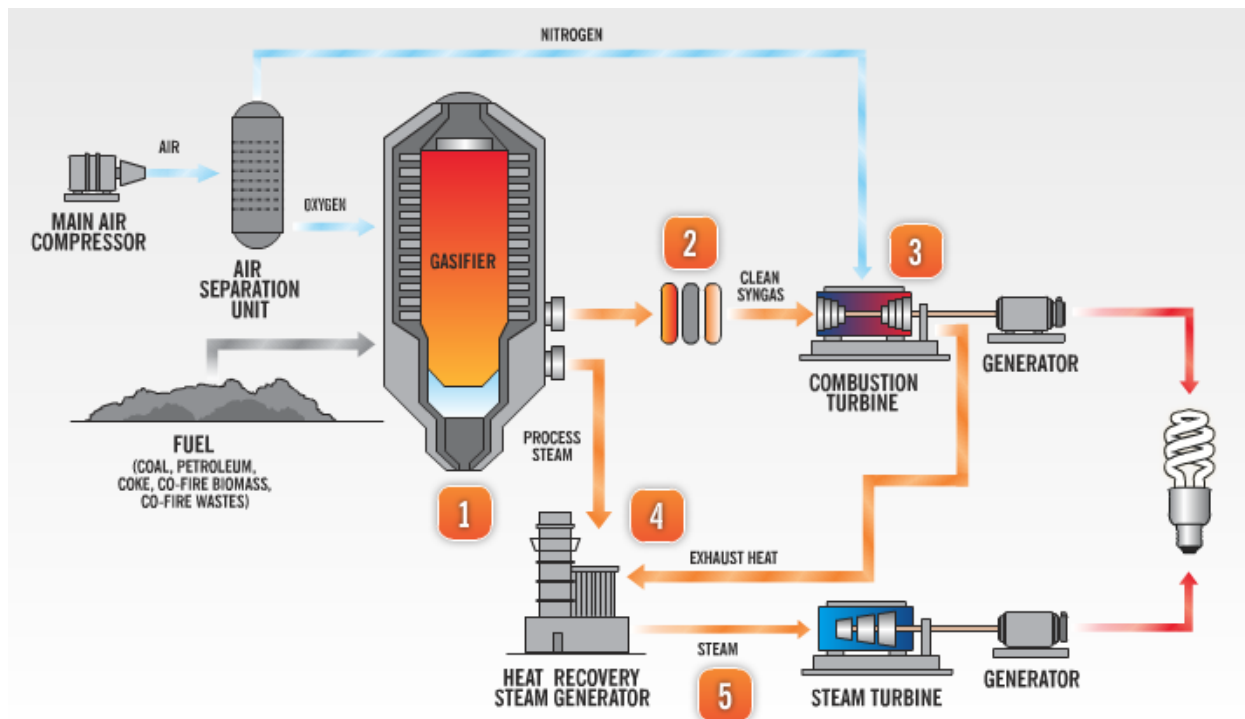 NITROGEN
AIR
MAIN AIR
COMPRESSOR
OXYGEN
AIR
SEPARATION
UNIT
GASIFIER
2
CLEAN
SYNGAS
3
COMBUSTION
TURBINE
GENERATOR
FUEL
(COAL, PETROLEUM,
COKE, CO-FIRE BIOMASS,
CO-FIRE WASTES)
PROCESS
STEAM
1
4
EXHAUST HEAT
HEAT RECOVERY
STEAM GENERATOR
STEAM
5
STEAM TURBINE
GENERATOR